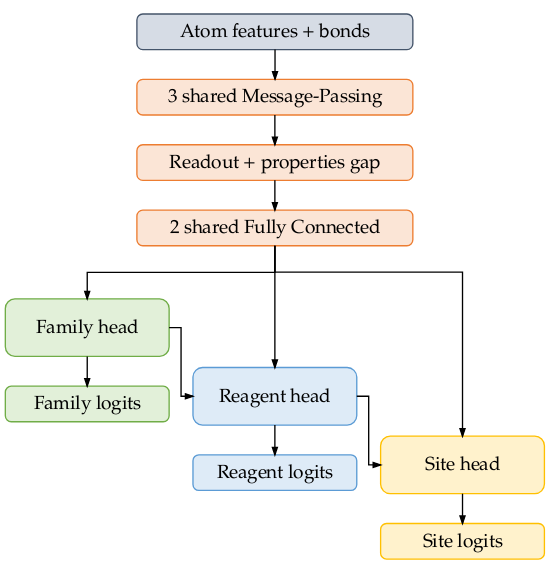 Atom features + bonds
3 shared Message-Passing
Readout + properties gap
2 shared Fully Connected
Family head
Family logits
Reagent head
Reagent logits
Site head
Site logits